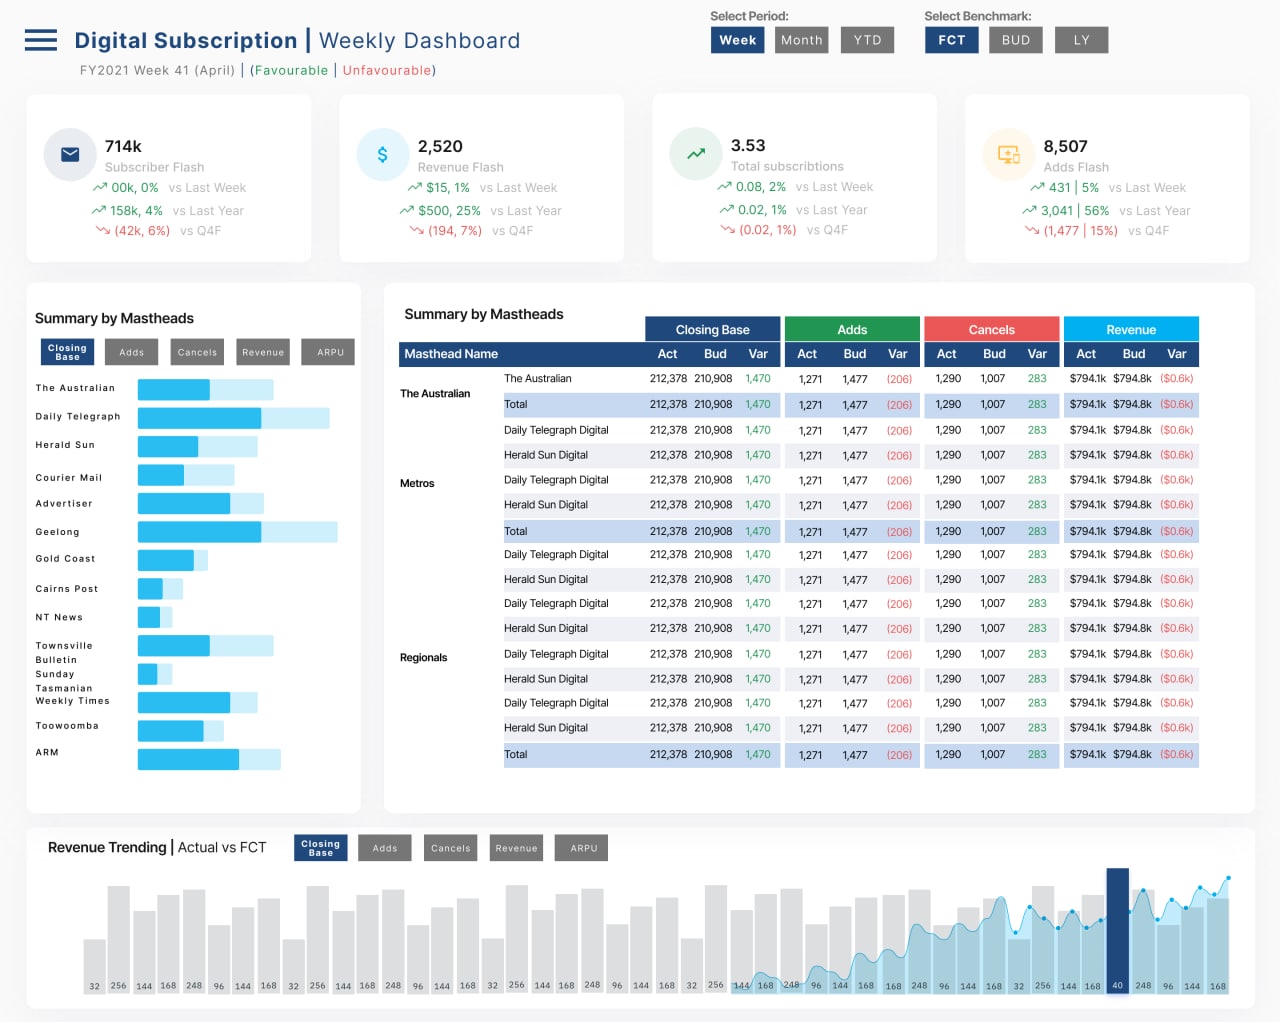 Select Period:
Select Benchmark:
Digital Subscription | Weekly Dashboard
Week Month YTD
FCT BUD LY
FY2021 Week 41 (April) | (Favourable | Unfavourable)
714k
Subscriber Flash
00k, 0% vs Last Week
158k, 4% vs Last Year
(42k, 6%) vs Q4F
$
2,520
Revenue Flash
$15, 1% vs Last Week
$500, 25% vs Last Year
(194, 7%) vs Q4F
3.53
Total subscribtions
0.08, 2% vs Last Week
0.02, 1% vs Last Year
(0.02, 1%) vs Q4F
8,507
Adds Flash
431 | 5% vs Last Week
3,041 | 56% vs Last Year
(1,477 | 15%) vs Q4F
Summary by Mastheads
Closing
Base
Adds Cancels Revenue ARPU
The Australian
Daily Telegraph
Herald Sun
Courier Mail
Advertiser
Geelong
Gold Coast
Cairns Post
NT News
Townsville
Bulletin
Sunday
Tasmanian
Weekly Times
Toowoomba
ARM
Summary by Mastheads
Closing Base Adds Cancels Revenue
Masthead Name Act Bud Var Act Bud Var Act Bud Var Act Bud Var
The Australian
The Australian 212,378 210,908 1,470 1,271 1,477 (206) 1,290 1,007 283 $794.1k $794.8k ($0.6k)
Total 212,378 210,908 1,470 1,271 1,477 (206) 1,290 1,007 283 $794.1k $794.8k ($0.6k)
Metros
Daily Telegraph Digital 212,378 210,908 1,470 1,271 1,477 (206) 1,290 1,007 283 $794.1k $794.8k ($0.6k)
Herald Sun Digital 212,378 210,908 1,470 1,271 1,477 (206) 1,290 1,007 283 $794.1k $794.8k ($0.6k)
Daily Telegraph Digital 212,378 210,908 1,470 1,271 1,477 (206) 1,290 1,007 283 $794.1k $794.8k ($0.6k)
Herald Sun Digital 212,378 210,908 1,470 1,271 1,477 (206) 1,290 1,007 283 $794.1k $794.8k ($0.6k)
Total 212,378 210,908 1,470 1,271 1,477 (206) 1,290 1,007 283 $794.1k $794.8k ($0.6k)
Regionals
Daily Telegraph Digital 212,378 210,908 1,470 1,271 1,477 (206) 1,290 1,007 283 $794.1k $794.8k ($0.6k)
Herald Sun Digital 212,378 210,908 1,470 1,271 1,477 (206) 1,290 1,007 283 $794.1k $794.8k ($0.6k)
Daily Telegraph Digital 212,378 210,908 1,470 1,271 1,477 (206) 1,290 1,007 283 $794.1k $794.8k ($0.6k)
Herald Sun Digital 212,378 210,908 1,470 1,271 1,477 (206) 1,290 1,007 283 $794.1k $794.8k ($0.6k)
Daily Telegraph Digital 212,378 210,908 1,470 1,271 1,477 (206) 1,290 1,007 283 $794.1k $794.8k ($0.6k)
Herald Sun Digital 212,378 210,908 1,470 1,271 1,477 (206) 1,290 1,007 283 $794.1k $794.8k ($0.6k)
Daily Telegraph Digital 212,378 210,908 1,470 1,271 1,477 (206) 1,290 1,007 283 $794.1k $794.8k ($0.6k)
Herald Sun Digital 212,378 210,908 1,470 1,271 1,477 (206) 1,290 1,007 283 $794.1k $794.8k ($0.6k)
Total 212,378 210,908 1,470 1,271 1,477 (206) 1,290 1,007 283 $794.1k $794.8k ($0.6k)
Revenue Trending | Actual vs FCT
Closing
Base
Adds Cancels Revenue ARPU
32 256 144 168 248 96 144 168 32 256 144 168 248 96 144 168 32 256 144 168 248 96 144 168 32 256 144 168 248 96 144 168 248 96 144 168 248 96 144 168 32 256 144 168 40 248 96 144 168